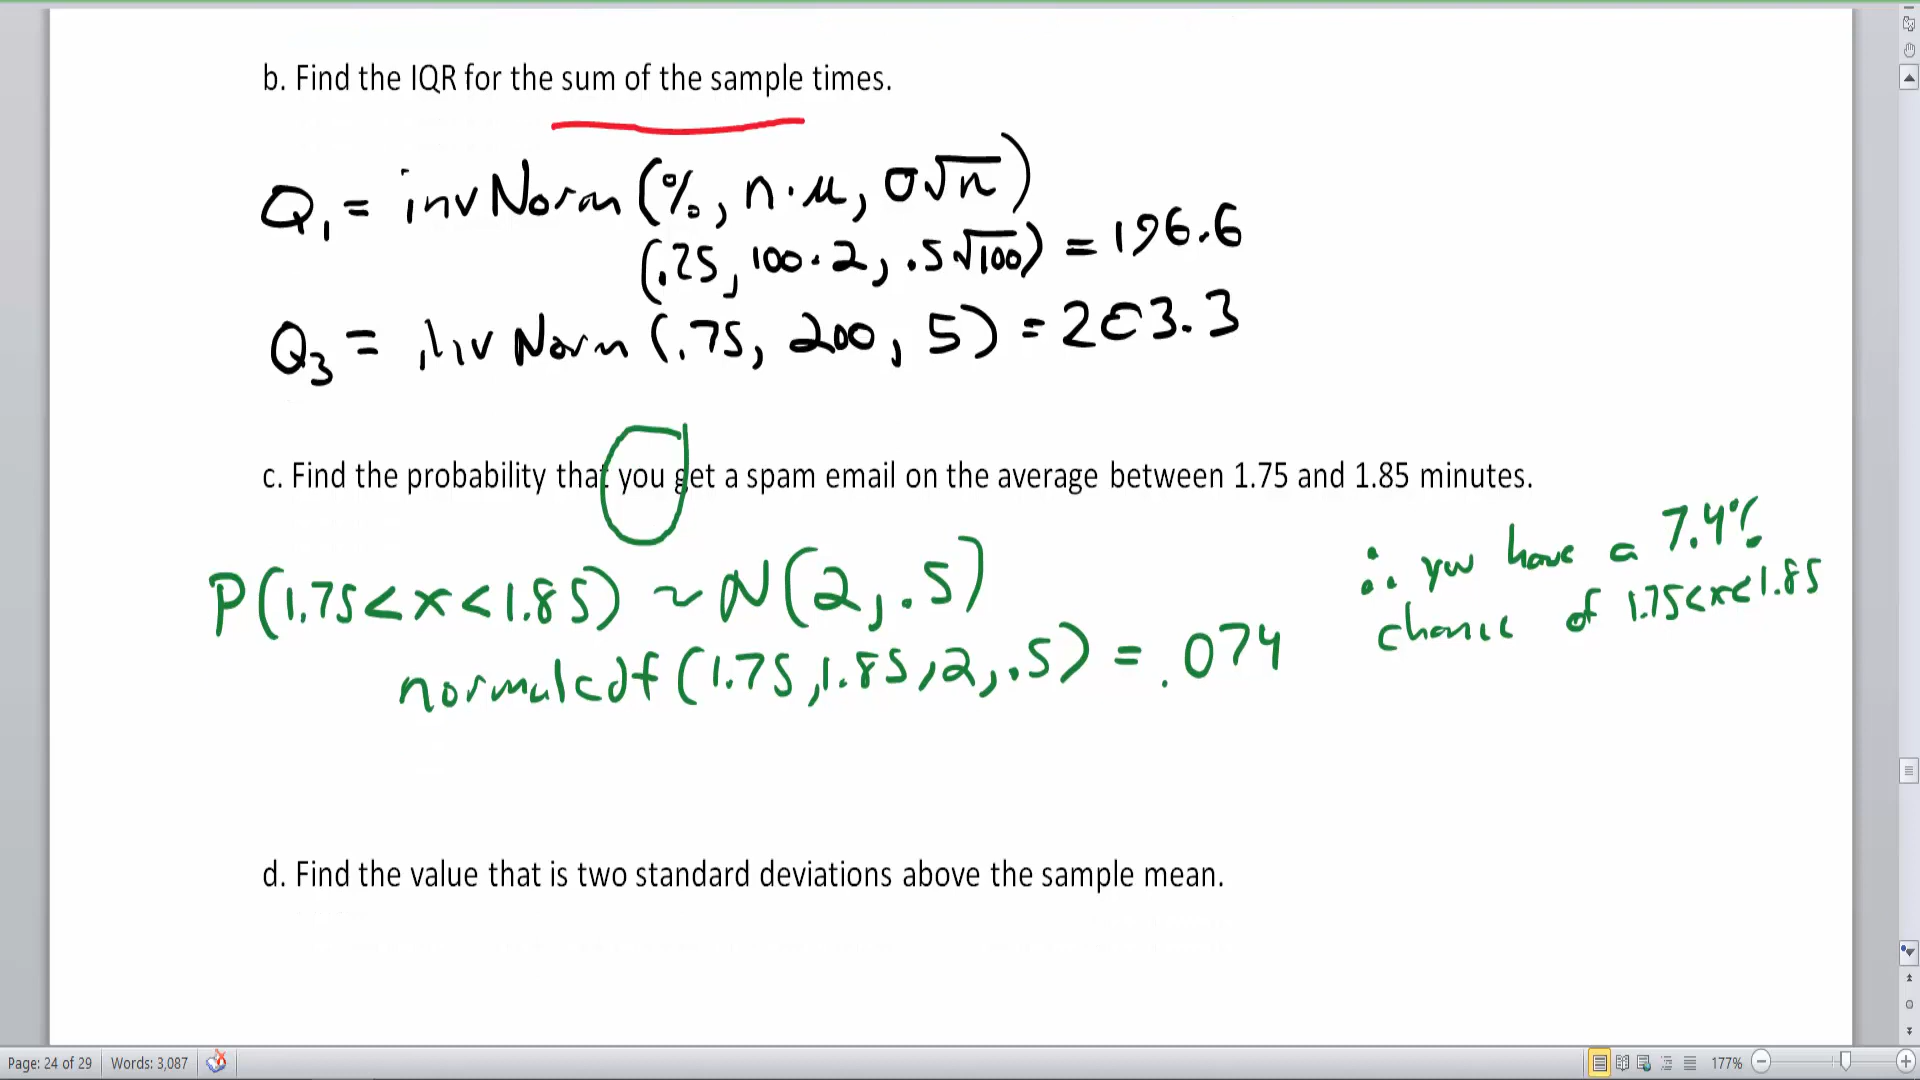 b. Find the IQR for the sum of the sample times.
Q₁ = invNorm(%, n·μ, σ√n)
(.25, 100·2, .5√100) = 196.6
Q₃ = invNorm(.75, 200, 5) = 203.3
c. Find the probability that you get a spam email on the average between 1.75 and 1.85 minutes.
P(1.75<x<1.85) ~ N(2, .5)
normalcdf(1.75,1.85,2,.5) = .074
∴ you have a 7.4%
chance of 1.75<x<1.85
d. Find the value that is two standard deviations above the sample mean.
Page: 24 of 29 Words: 3,087 177%